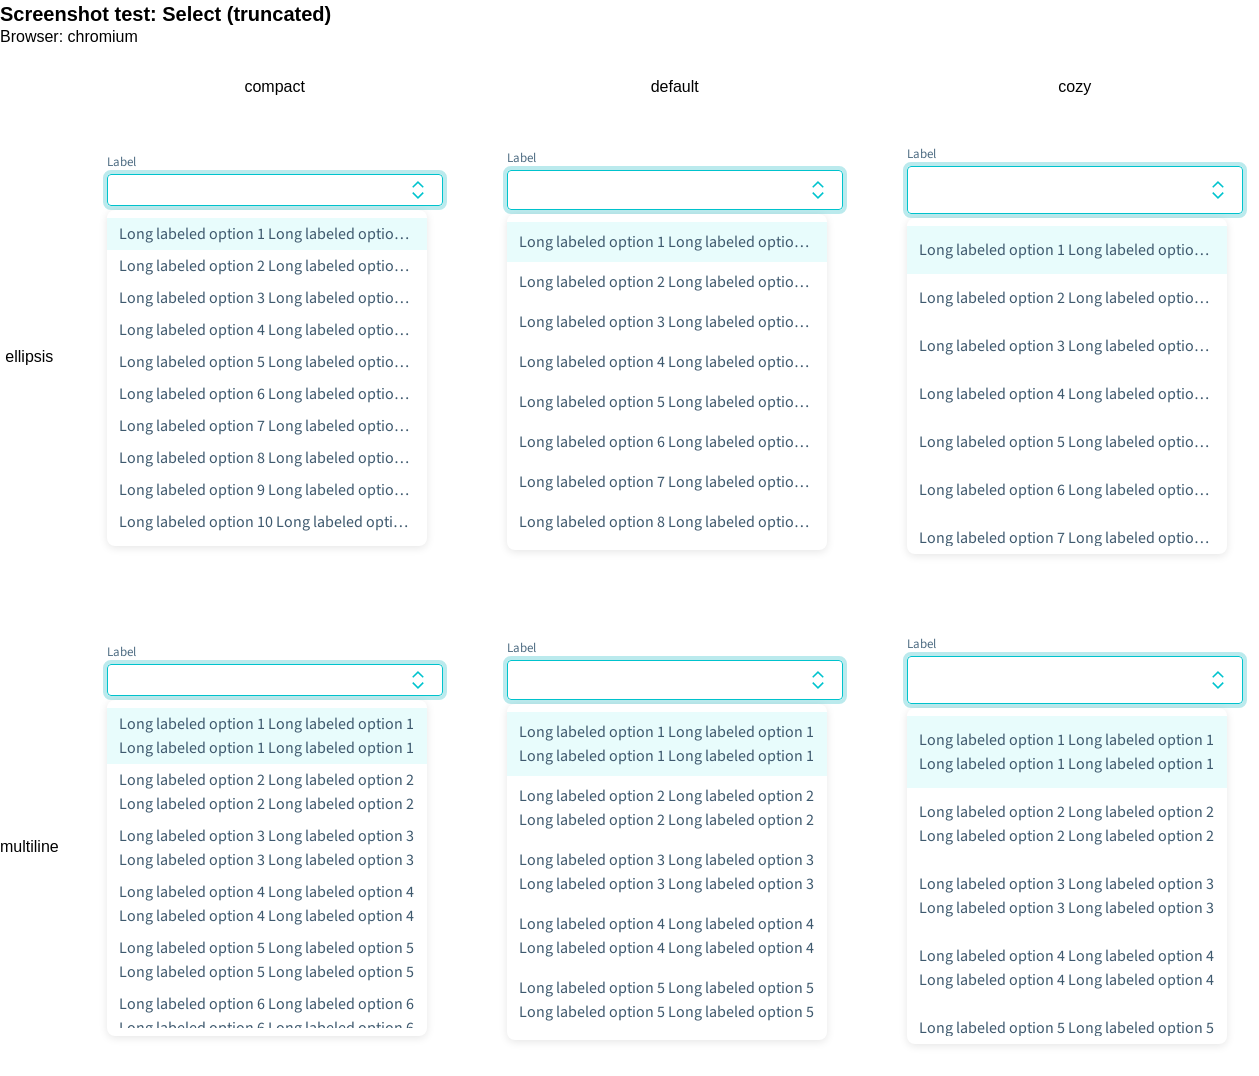 Screenshot test: Select (truncated)
Browser: chromium
compact
default
cozy
ellipsis
Label
Long labeled option 1 Long labeled optio…
Long labeled option 2 Long labeled optio…
Long labeled option 3 Long labeled optio…
Long labeled option 4 Long labeled optio…
Long labeled option 5 Long labeled optio…
Long labeled option 6 Long labeled optio…
Long labeled option 7 Long labeled optio…
Long labeled option 8 Long labeled optio…
Long labeled option 9 Long labeled optio…
Long labeled option 10 Long labeled opti…
Label
Long labeled option 1 Long labeled optio…
Long labeled option 2 Long labeled optio…
Long labeled option 3 Long labeled optio…
Long labeled option 4 Long labeled optio…
Long labeled option 5 Long labeled optio…
Long labeled option 6 Long labeled optio…
Long labeled option 7 Long labeled optio…
Long labeled option 8 Long labeled optio…
Label
Long labeled option 1 Long labeled optio…
Long labeled option 2 Long labeled optio…
Long labeled option 3 Long labeled optio…
Long labeled option 4 Long labeled optio…
Long labeled option 5 Long labeled optio…
Long labeled option 6 Long labeled optio…
Long labeled option 7 Long labeled optio…
multiline
Label
Long labeled option 1 Long labeled option 1
Long labeled option 1 Long labeled option 1
Long labeled option 2 Long labeled option 2
Long labeled option 2 Long labeled option 2
Long labeled option 3 Long labeled option 3
Long labeled option 3 Long labeled option 3
Long labeled option 4 Long labeled option 4
Long labeled option 4 Long labeled option 4
Long labeled option 5 Long labeled option 5
Long labeled option 5 Long labeled option 5
Long labeled option 6 Long labeled option 6
Long labeled option 6 Long labeled option 6
Label
Long labeled option 1 Long labeled option 1
Long labeled option 1 Long labeled option 1
Long labeled option 2 Long labeled option 2
Long labeled option 2 Long labeled option 2
Long labeled option 3 Long labeled option 3
Long labeled option 3 Long labeled option 3
Long labeled option 4 Long labeled option 4
Long labeled option 4 Long labeled option 4
Long labeled option 5 Long labeled option 5
Long labeled option 5 Long labeled option 5
Label
Long labeled option 1 Long labeled option 1
Long labeled option 1 Long labeled option 1
Long labeled option 2 Long labeled option 2
Long labeled option 2 Long labeled option 2
Long labeled option 3 Long labeled option 3
Long labeled option 3 Long labeled option 3
Long labeled option 4 Long labeled option 4
Long labeled option 4 Long labeled option 4
Long labeled option 5 Long labeled option 5